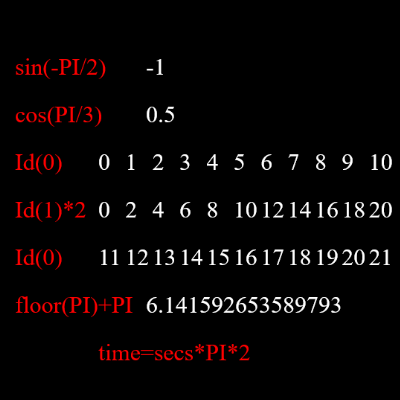 sin(-PI/2) -1
cos(PI/3) 0.5
Id(0) 0 1 2 3 4 5 6 7 8 9 10
Id(1)*2 0 2 4 6 8 10 12 14 16 18 20
Id(0) 11 12 13 14 15 16 17 18 19 20 21
floor(PI)+PI 6.141592653589793
time=secs*PI*2